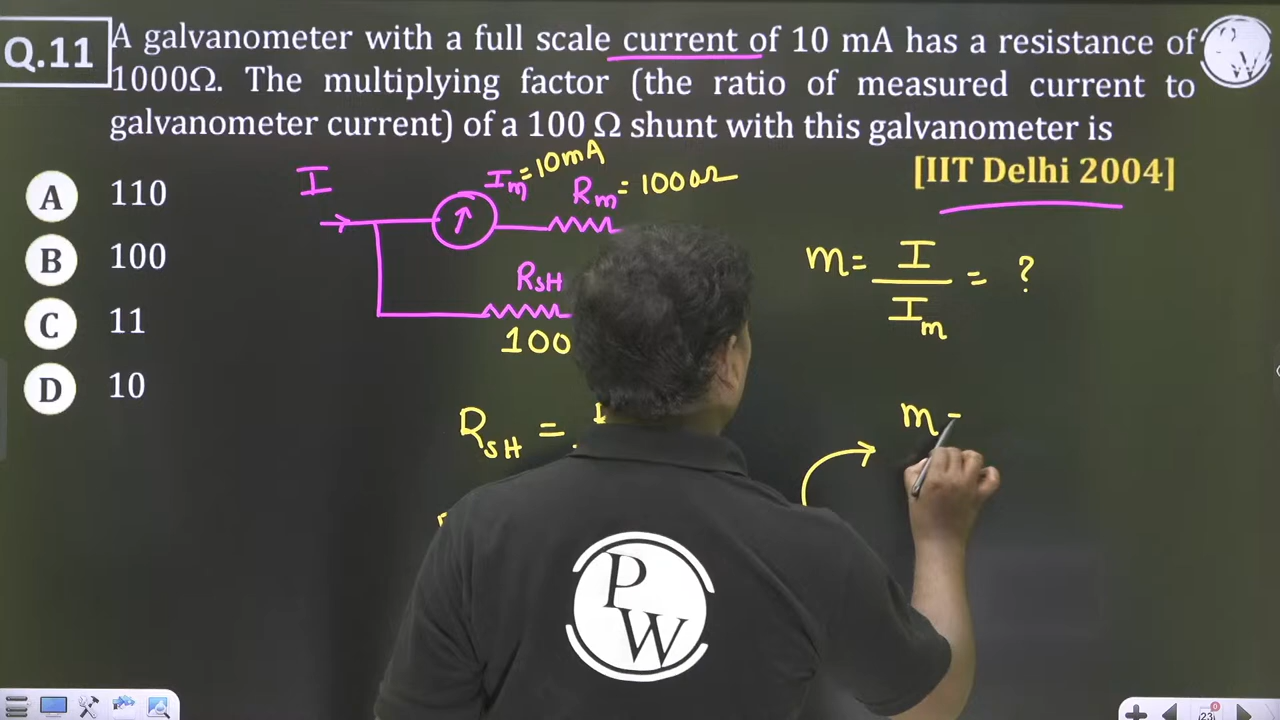 Q.11
A galvanometer with a full scale current of 10 mA has a resistance of
1000Ω. The multiplying factor (the ratio of measured current to
galvanometer current) of a 100 Ω shunt with this galvanometer is
[IIT Delhi 2004]
A 110
B 100
C 11
D 10
I
Im = 10mA
Rm = 1000Ω
RSH
100
m = I / Im = ?
RSH =
m =
PW
23